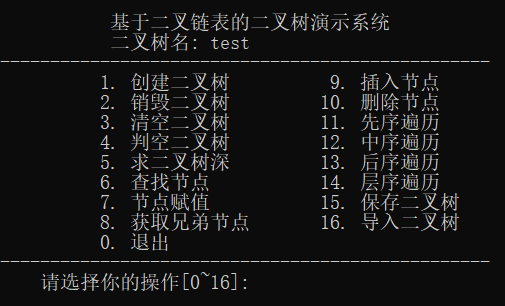 基于二叉链表的二叉树演示系统
二叉树名: test
------------------------------------------------
1. 创建二叉树 9. 插入节点
2. 销毁二叉树 10. 删除节点
3. 清空二叉树 11. 先序遍历
4. 判空二叉树 12. 中序遍历
5. 求二叉树深 13. 后序遍历
6. 查找节点 14. 层序遍历
7. 节点赋值 15. 保存二叉树
8. 获取兄弟节点 16. 导入二叉树
0. 退出
------------------------------------------------
请选择你的操作[0~16]: